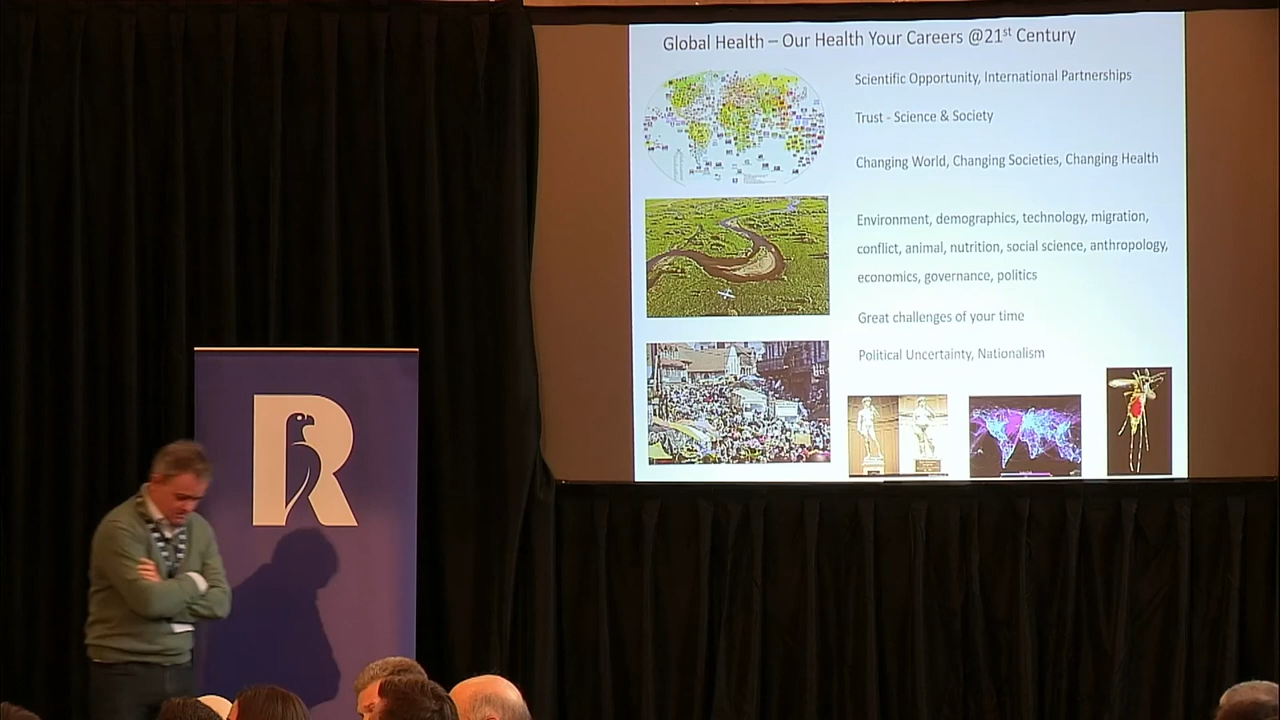 Global Health – Our Health Your Careers @21st Century
Scientific Opportunity, International Partnerships
Trust - Science & Society
Changing World, Changing Societies, Changing Health
Environment, demographics, technology, migration,
conflict, animal, nutrition, social science, anthropology,
economics, governance, politics
Great challenges of your time
Political Uncertainty, Nationalism
R